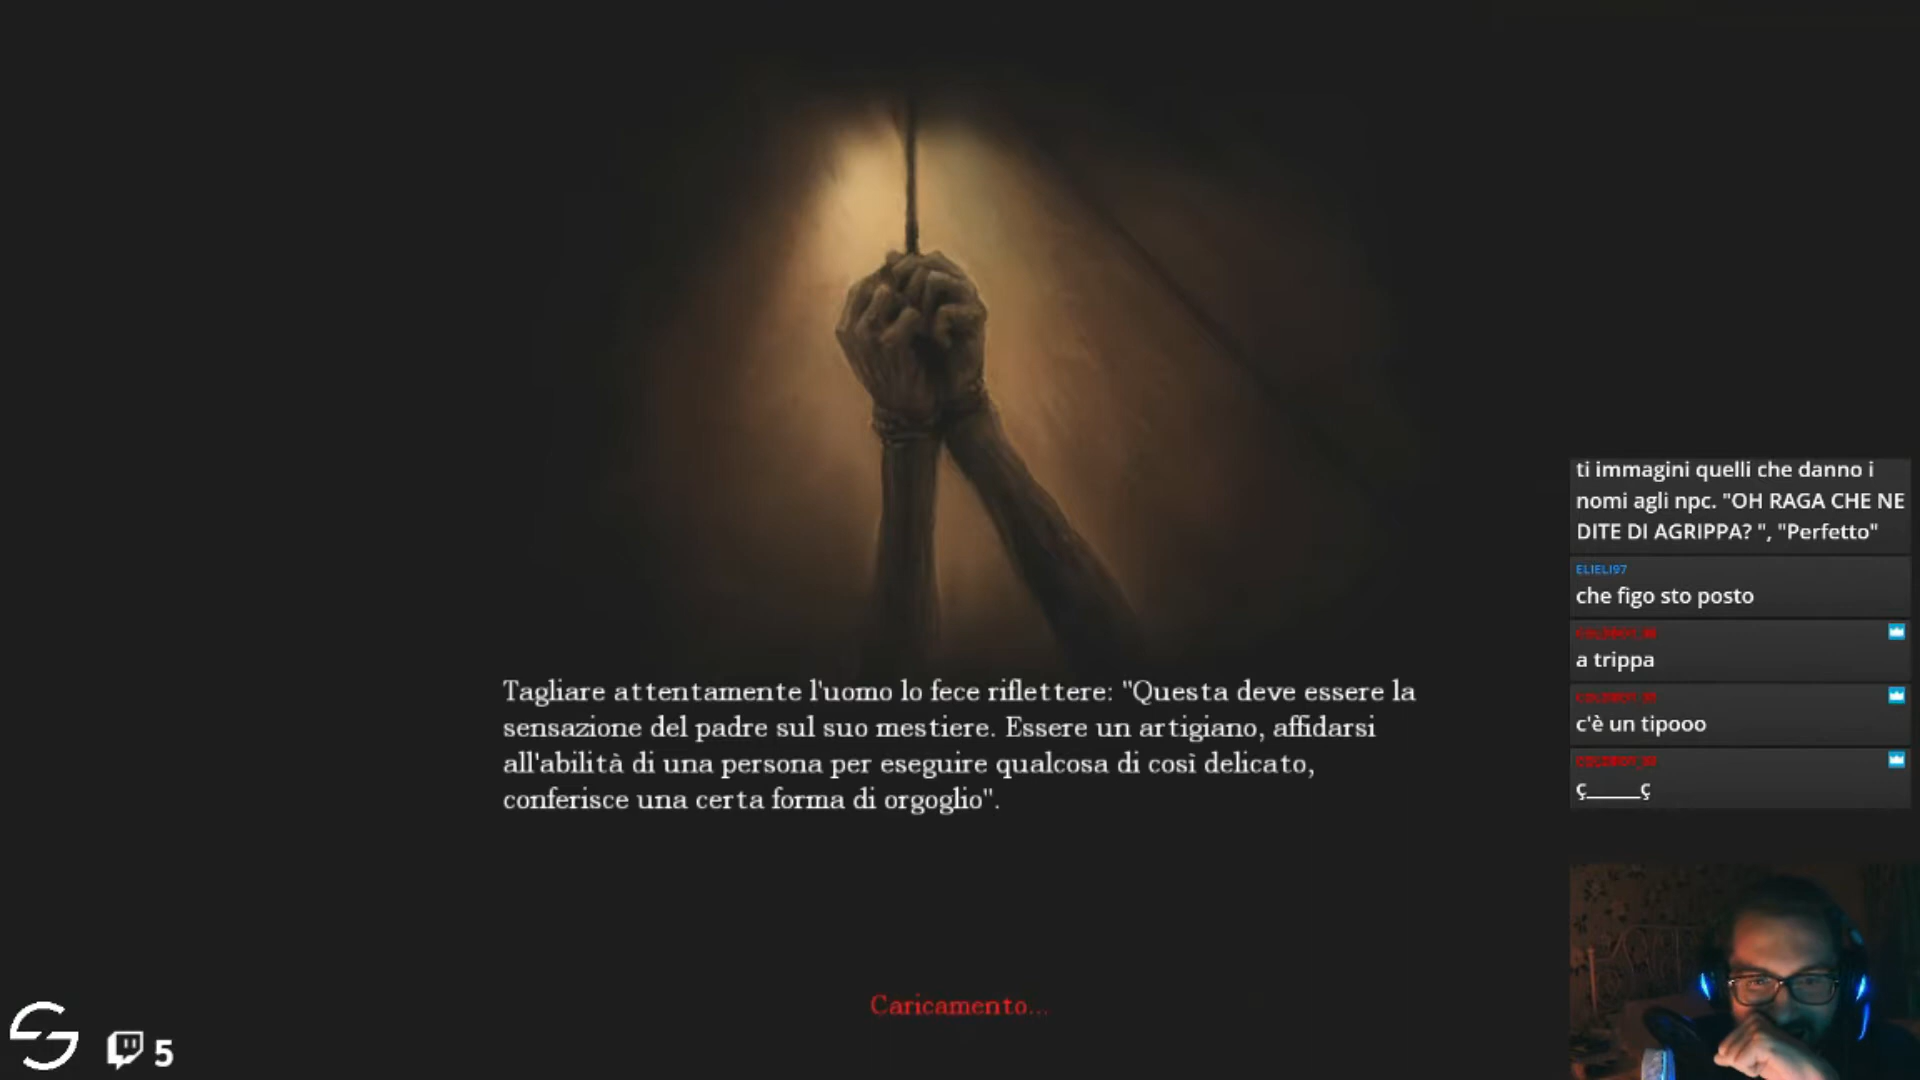 Tagliare attentamente l'uomo lo fece riflettere: "Questa deve essere la
sensazione del padre sul suo mestiere. Essere un artigiano, affidarsi
all'abilità di una persona per eseguire qualcosa di così delicato,
conferisce una certa forma di orgoglio".
Caricamento...
ti immagini quelli che danno i
nomi agli npc. "OH RAGA CHE NE
DITE DI AGRIPPA? ", "Perfetto"
ELIELI97
che figo sto posto
a trippa
c'è un tipooo
ç_____ç
5